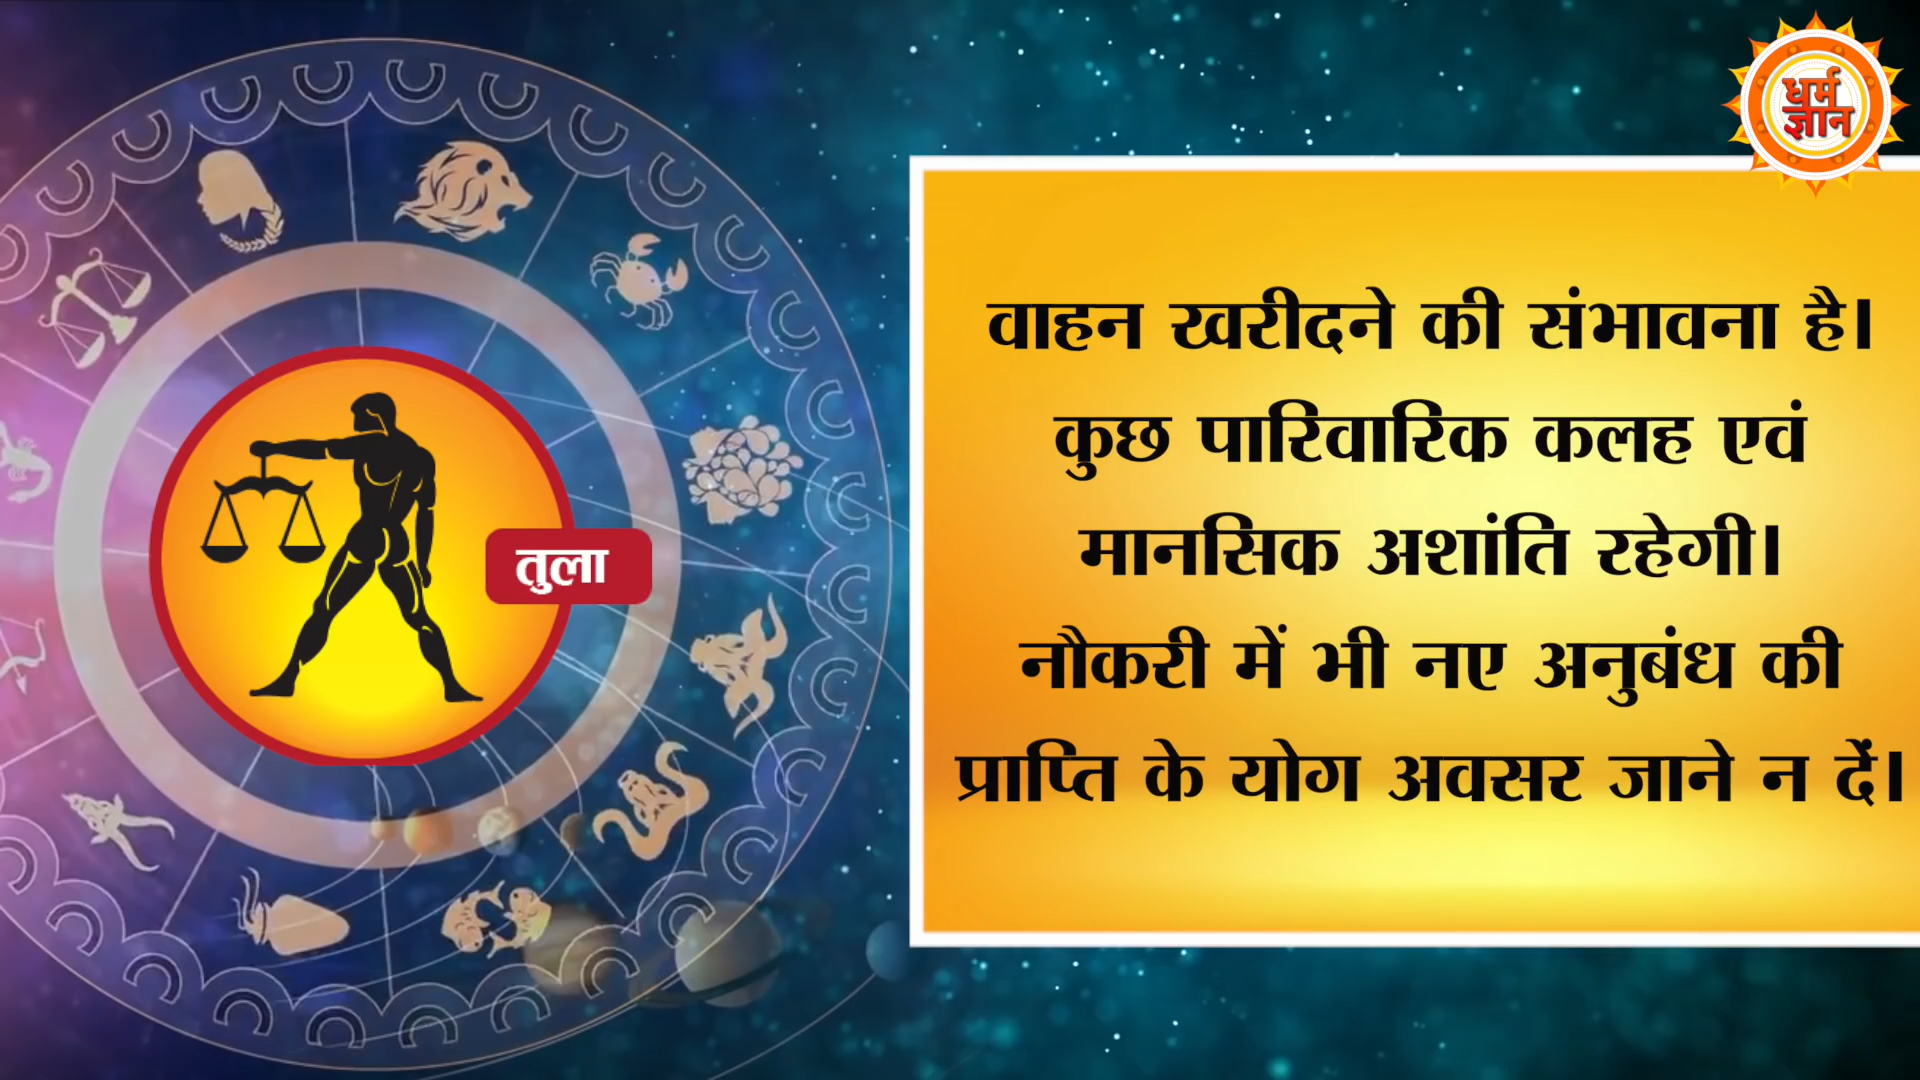 धर्म
ज्ञान
वाहन खरीदने की संभावना है।
कुछ पारिवारिक कलह एवं
मानसिक अशांति रहेगी।
नौकरी में भी नए अनुबंध की
प्राप्ति के योग अवसर जाने न दें।
तुला